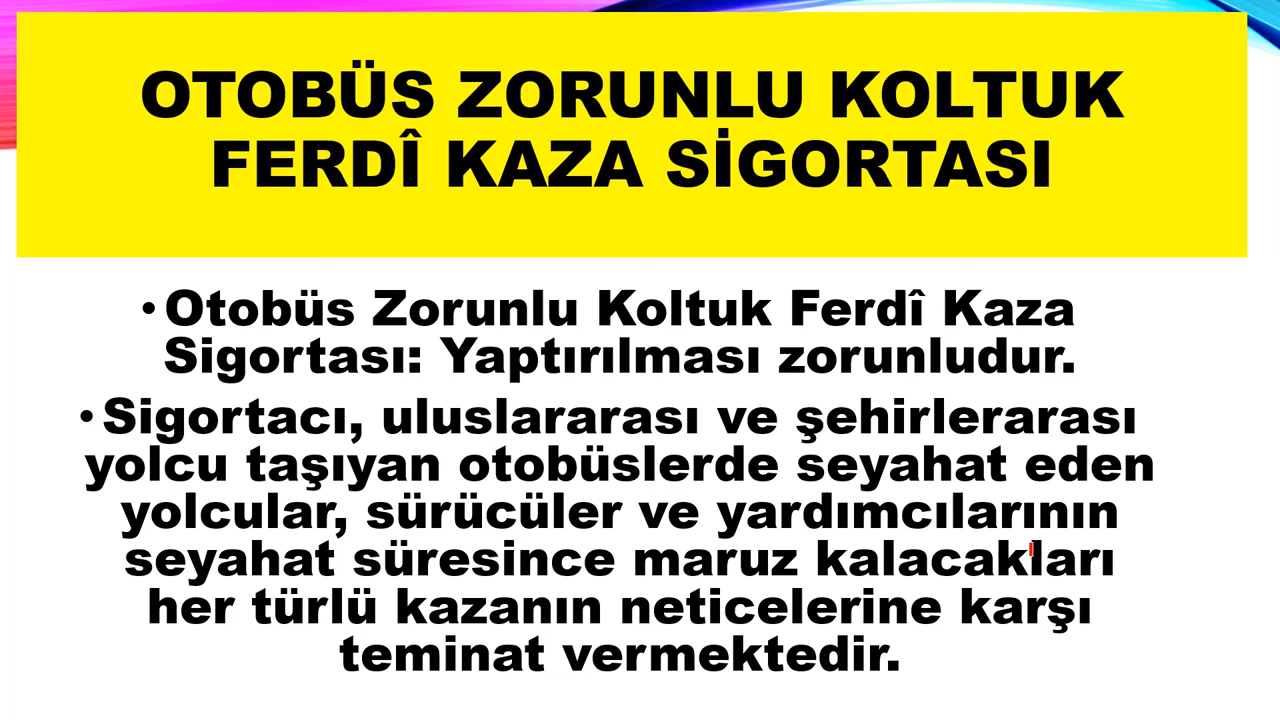 OTOBÜS ZORUNLU KOLTUK
FERDÎ KAZA SİGORTASI
• Otobüs Zorunlu Koltuk Ferdî Kaza
Sigortası: Yaptırılması zorunludur.
• Sigortacı, uluslararası ve şehirlerarası
yolcu taşıyan otobüslerde seyahat eden
yolcular, sürücüler ve yardımcılarının
seyahat süresince maruz kalacakları
her türlü kazanın neticelerine karşı
teminat vermektedir.